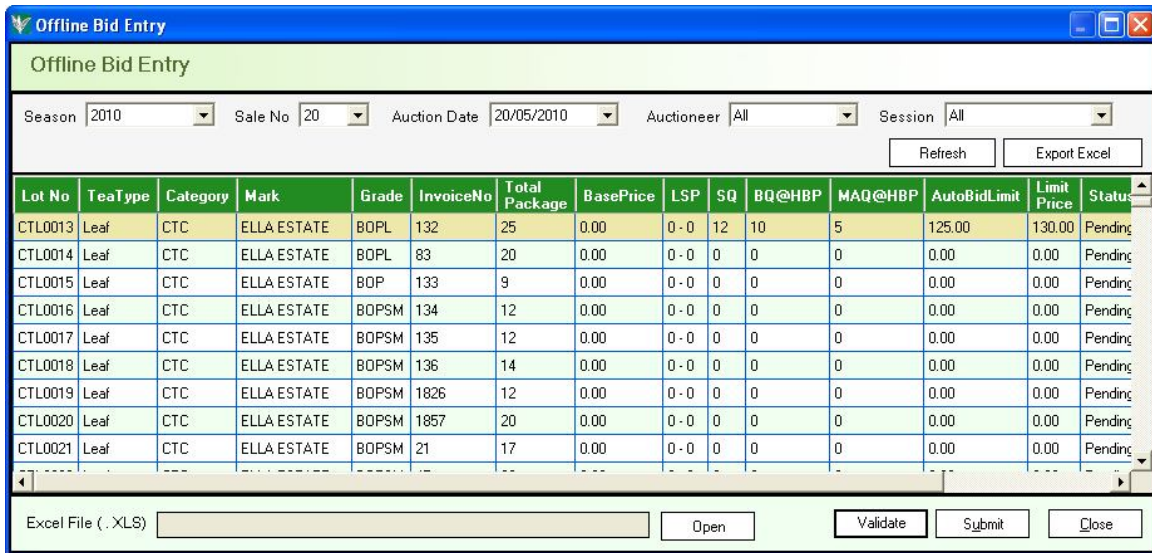 Offline Bid Entry
Offline Bid Entry
Season 2010 Sale No 20 Auction Date 20/05/2010 Auctioneer All Session All
Refresh Export Excel
Lot No TeaType Category Mark Grade InvoiceNo Total Package BasePrice LSP SQ BQ@HBP MAQ@HBP AutoBidLimit Limit Price Status
CTL0013 Leaf CTC ELLA ESTATE BOPL 132 25 0.00 0 - 0 12 10 5 125.00 130.00 Pending
CTL0014 Leaf CTC ELLA ESTATE BOPL 83 20 0.00 0 - 0 0 0 0 0.00 0.00 Pending
CTL0015 Leaf CTC ELLA ESTATE BOP 133 9 0.00 0 - 0 0 0 0 0.00 0.00 Pending
CTL0016 Leaf CTC ELLA ESTATE BOPSM 134 12 0.00 0 - 0 0 0 0 0.00 0.00 Pending
CTL0017 Leaf CTC ELLA ESTATE BOPSM 135 12 0.00 0 - 0 0 0 0 0.00 0.00 Pending
CTL0018 Leaf CTC ELLA ESTATE BOPSM 136 14 0.00 0 - 0 0 0 0 0.00 0.00 Pending
CTL0019 Leaf CTC ELLA ESTATE BOPSM 1826 12 0.00 0 - 0 0 0 0 0.00 0.00 Pending
CTL0020 Leaf CTC ELLA ESTATE BOPSM 1857 20 0.00 0 - 0 0 0 0 0.00 0.00 Pending
CTL0021 Leaf CTC ELLA ESTATE BOPSM 21 17 0.00 0 - 0 0 0 0 0.00 0.00 Pending
Excel File ( . XLS) Open Validate Submit Close